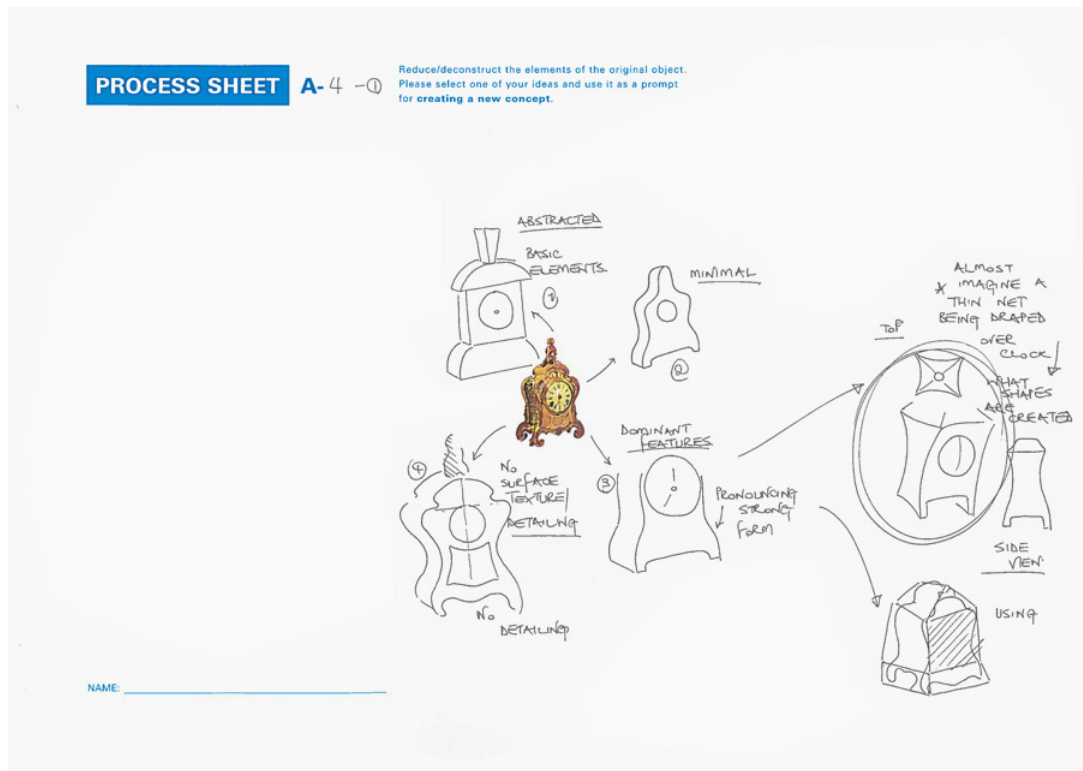 PROCESS SHEET A-4-①
Reduce/deconstruct the elements of the original object.
Please select one of your ideas and use it as a prompt
for creating a new concept.
ABSTRACTED
BASIC
ELEMENTS
①
MINIMAL
②
DOMINANT
FEATURES
③
PRONOUNCING
STRONG
FORM
④
NO
SURFACE
TEXTURE/
DETAILING
NO
DETAILING
TOP
ALMOST
* IMAGINE A
THIN NET
BEING DRAPED
OVER
CLOCK
WHAT
SHAPES
ARE CREATED
SIDE
VIEW
USING
NAME: